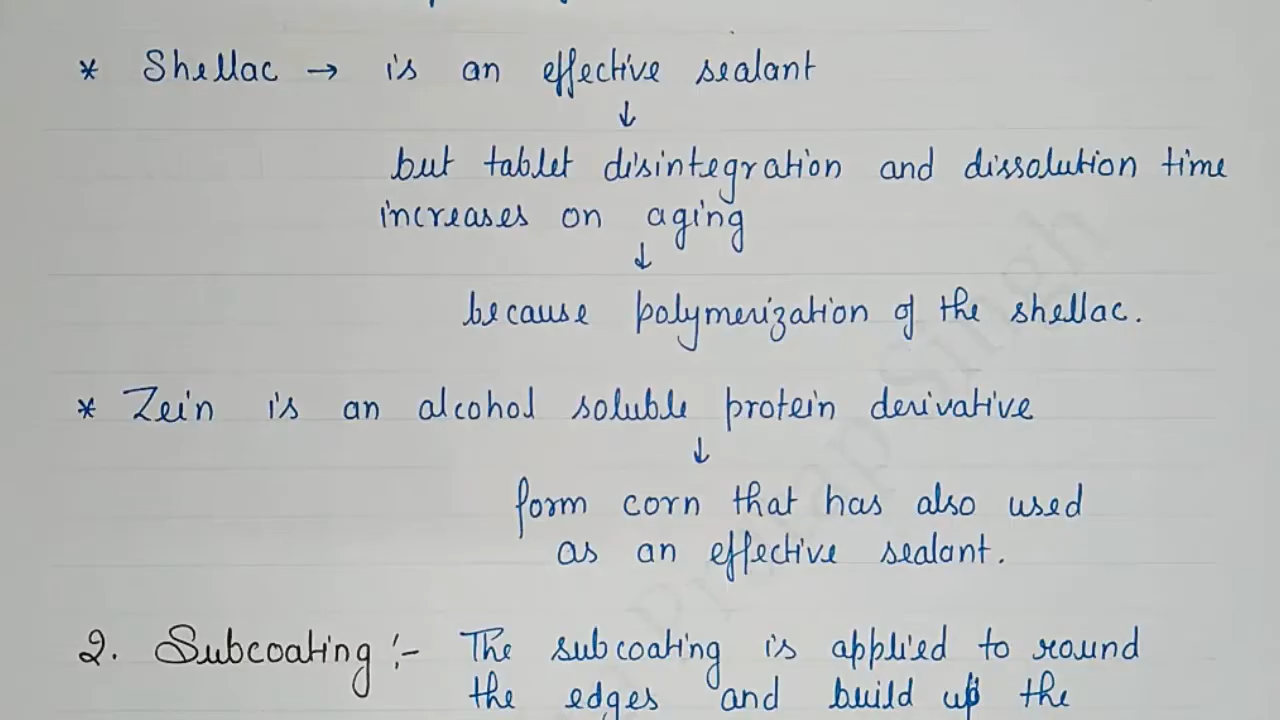 * Shellac → is an effective sealant
↓
but tablet disintegration and dissolution time
increases on aging
↓
because polymerization of the shellac.
* Zein is an alcohol soluble protein derivative
↓
form corn that has also used
as an effective sealant.
2. Subcoating :- The subcoating is applied to round
the edges and build up the
Pratap Singh